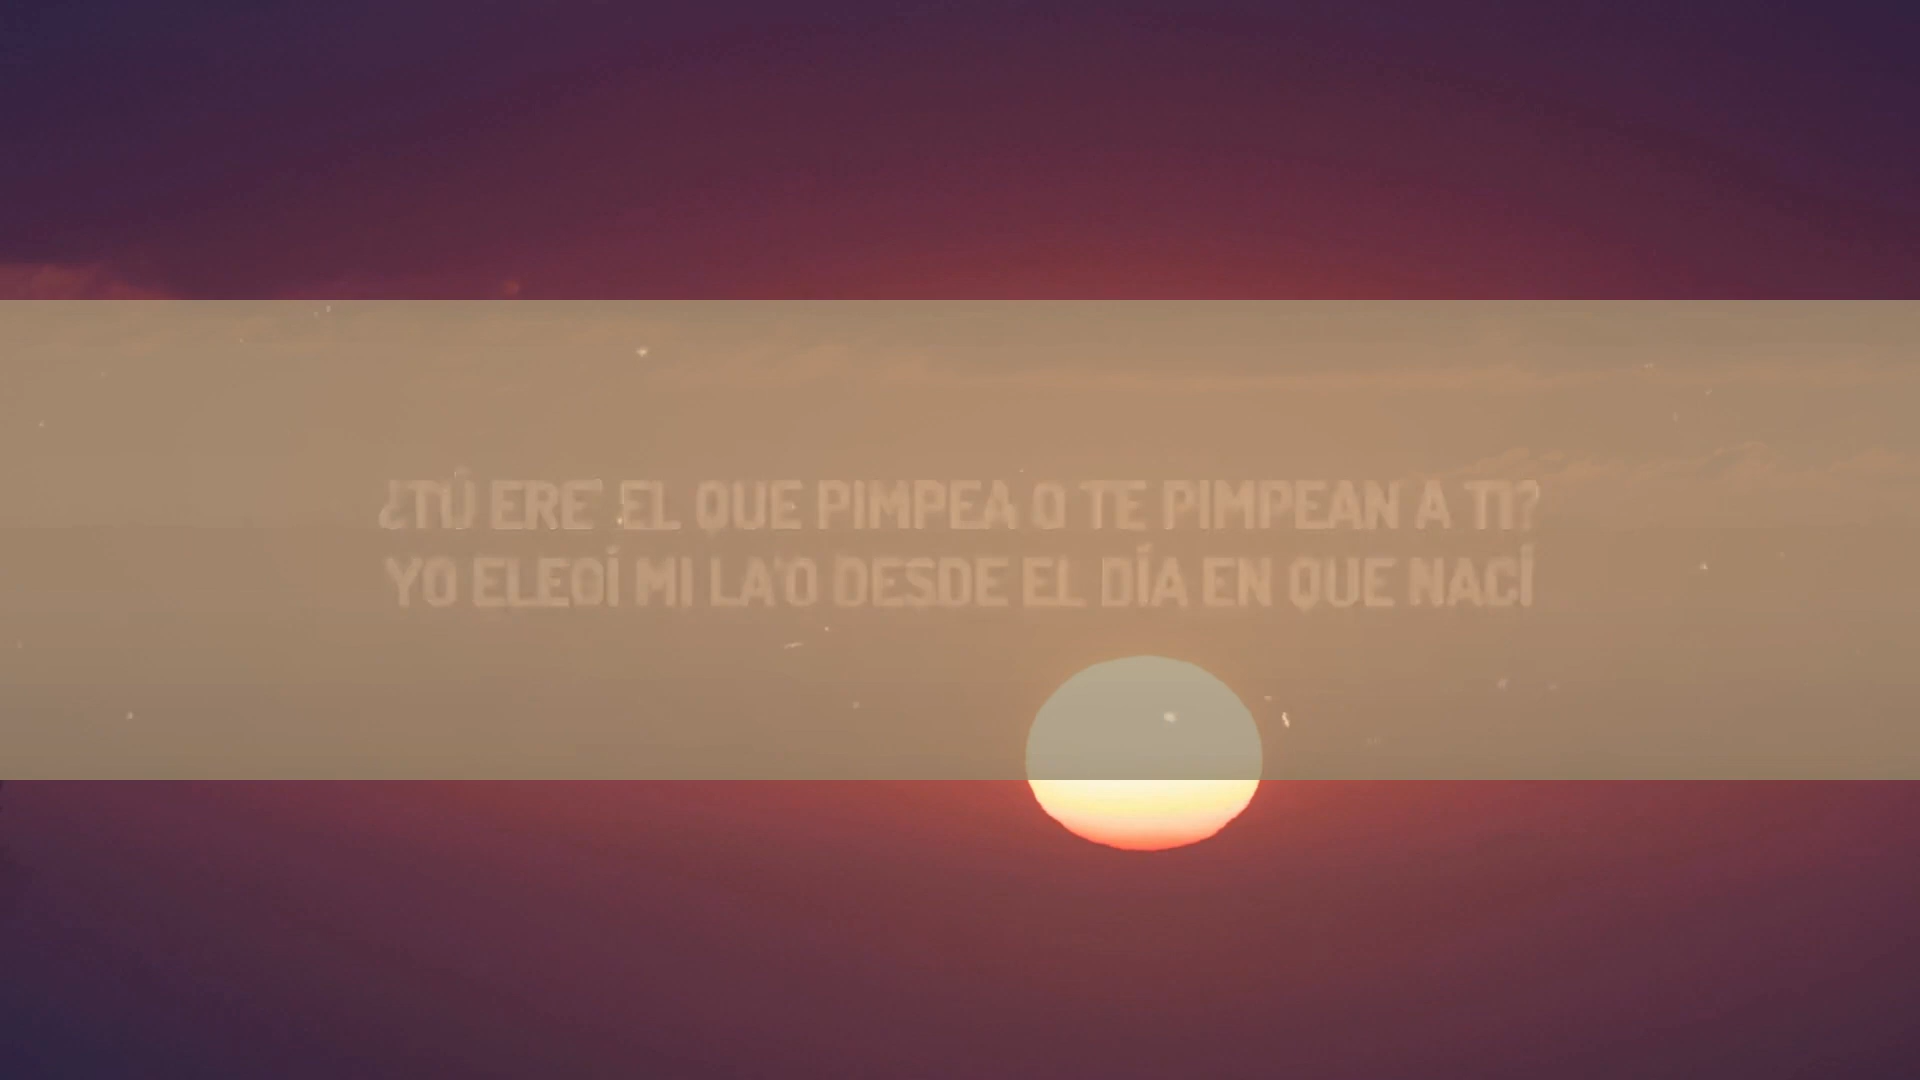 ¿TÚ ERE' EL QUE PIMPEA O TE PIMPEAN A TI?
YO ELEGÍ MI LA'O DESDE EL DÍA EN QUE NACÍ